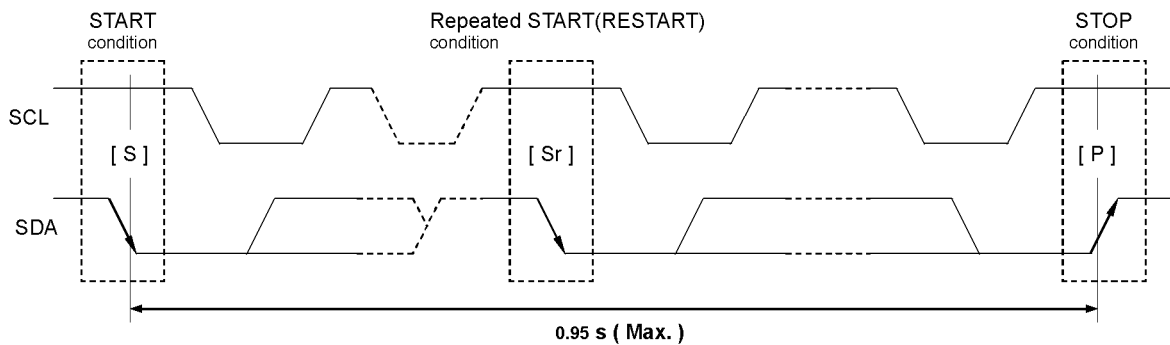 START
condition
Repeated START(RESTART)
condition
STOP
condition
SCL
[ S ]
[ Sr ]
[ P ]
SDA
0.95 s ( Max. )